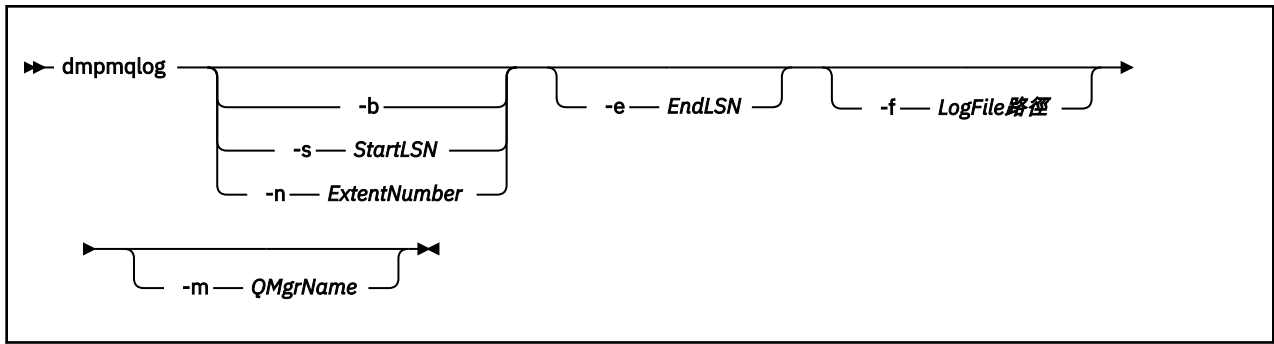 dmpmqlog
-b
-s StartLSN
-n ExtentNumber
-e EndLSN
-f LogFile路徑
-m QMgrName